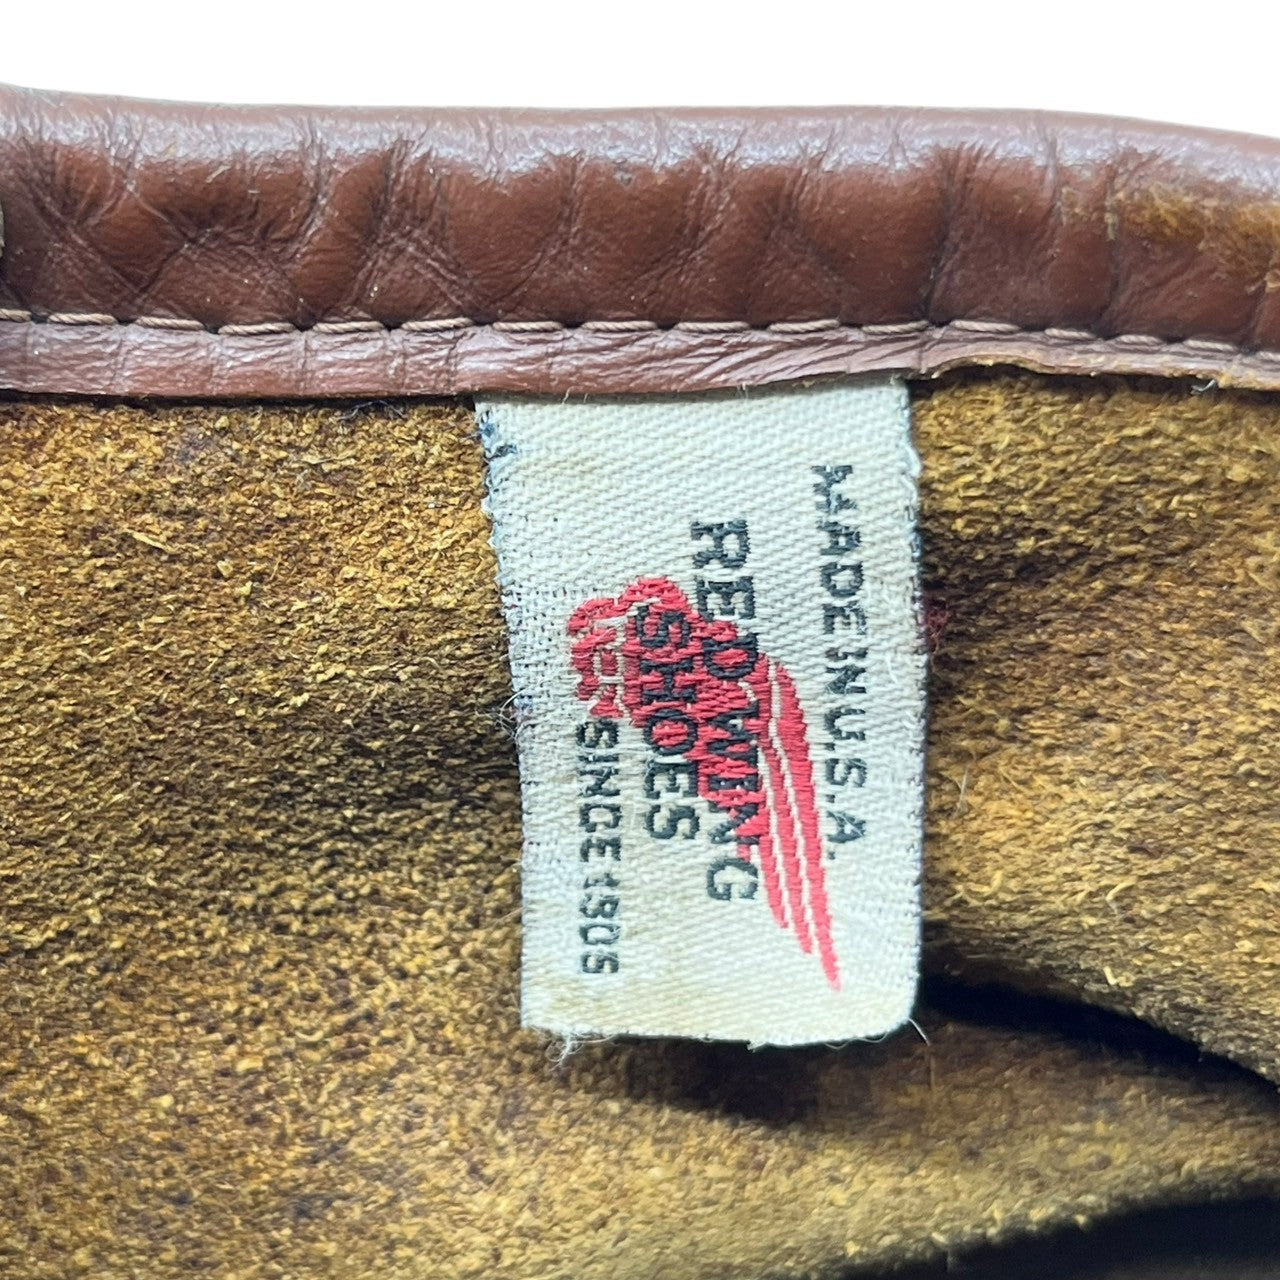 MADE IN U.S.A.
RED WING
SHOES
SINCE 1905